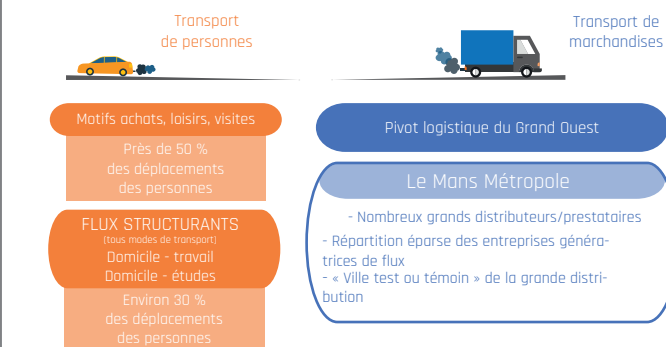 Transport
de personnes
Motifs achats, loisirs, visites
Près de 50 %
des déplacements
des personnes
FLUX STRUCTURANTS
(tous modes de transport)
Domicile - travail
Domicile - études
Environ 30 %
des déplacements
des personnes
Transport de
marchandises
Pivot logistique du Grand Ouest
Le Mans Métropole
- Nombreux grands distributeurs/prestataires
- Répartition éparse des entreprises généra-
trices de flux
- « Ville test ou témoin » de la grande distri-
bution